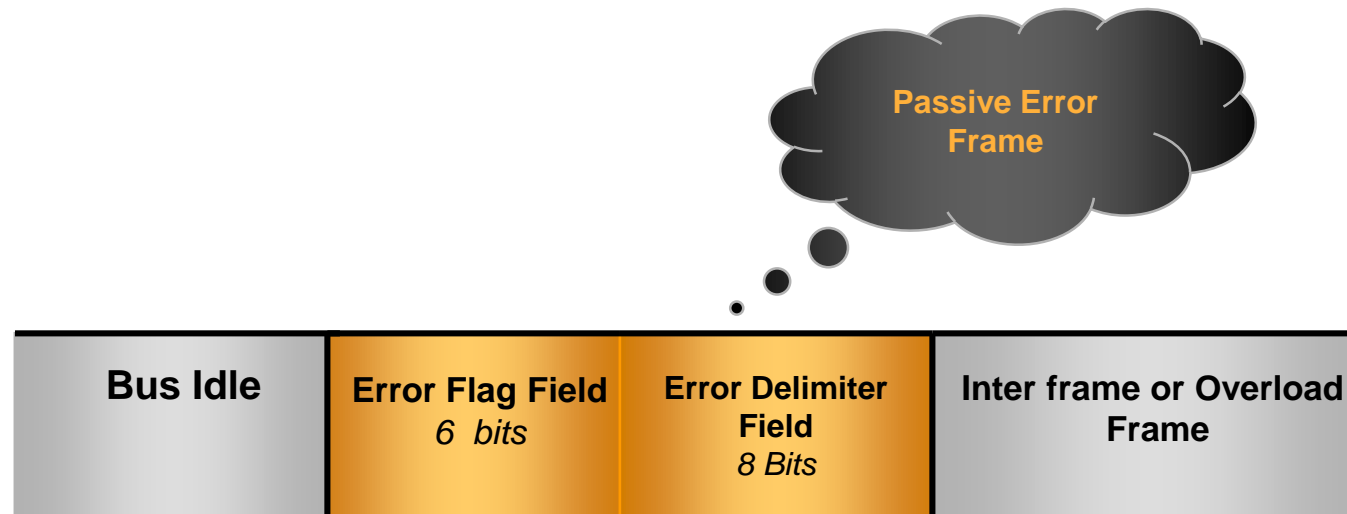 Passive Error
Frame
Bus Idle
Error Flag Field
6 bits
Error Delimiter
Field
8 Bits
Inter frame or Overload
Frame